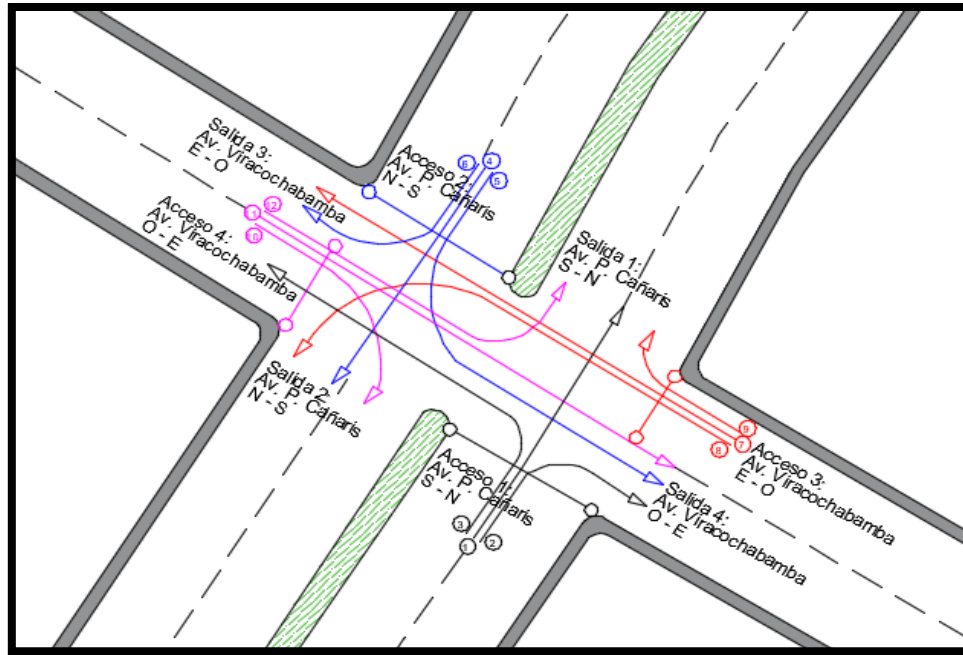 Salida 3:
Av. Viracochabamba
E - O
Acceso 2:
Av. P. Cañaris
N - S
6
4
5
Acceso 4:
Av. Viracochabamba
O - E
11
12
10
Salida 1:
Av. P. Cañaris
S - N
Salida 2:
Av. P. Cañaris
N - S
9
7
8
Acceso 3:
Av. Viracochabamba
E - O
Acceso 1:
Av. P. Cañaris
S - N
3
1
2
Salida 4:
Av. Viracochabamba
O - E